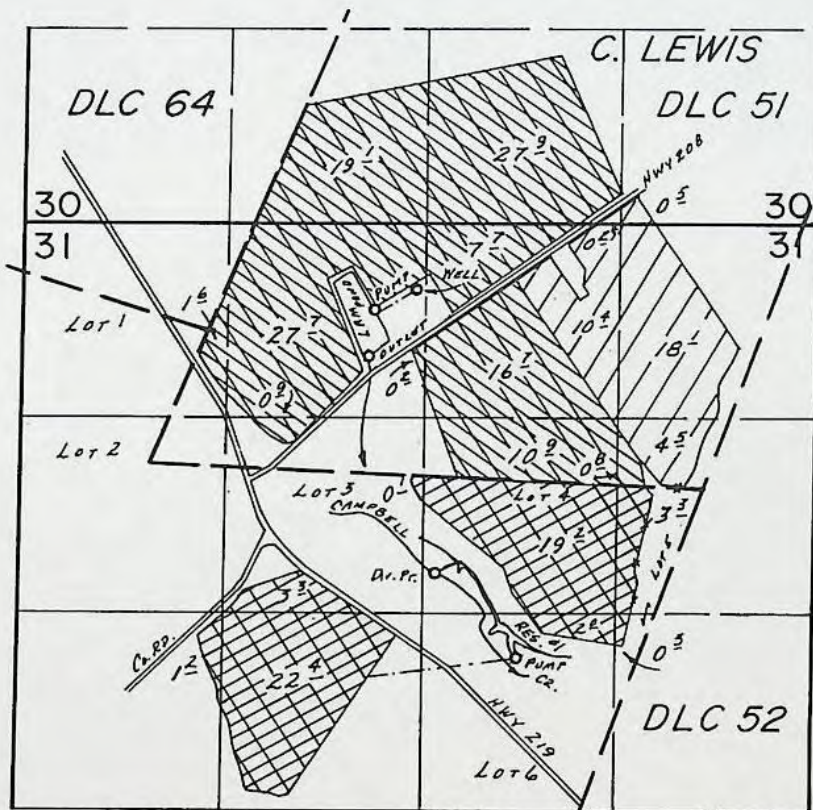 C. LEWIS
DLC 64
DLC 51
19.1
27.9
HWY 208
30
0.5
30
31
7.7
31
PUMP
WELL
1.6
LOT 1
27.7
OUTLET
10.4
18.1
0.2
16.7
0.9
LOT 2
10.9
0.8
4.5
LOT 3
0.1
LOT 4
3.3
CAMPBELL
19.2
LOT 5
DIV. PT.
3.3
RES. #1
0.5
CO. RD.
1.2
22.4
PUMP
CR.
HWY 219
DLC 52
LOT 6